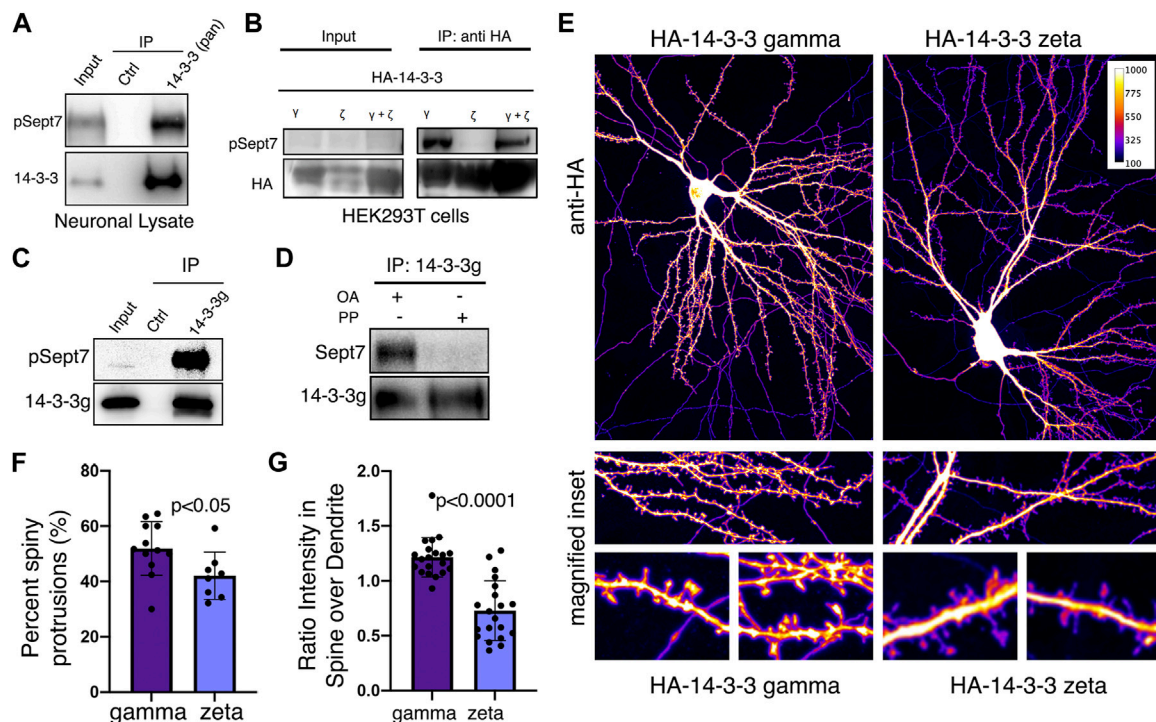 A
IP
Input
Ctrl
14-3-3 (pan)
pSept7
14-3-3
Neuronal Lysate
B
Input
IP: anti HA
HA-14-3-3
γ ζ γ + ζ γ ζ γ + ζ
pSept7
HA
HEK293T cells
C
IP
Input
Ctrl
14-3-3g
pSept7
14-3-3g
D
IP: 14-3-3g
OA + -
PP - +
Sept7
14-3-3g
E
HA-14-3-3 gamma
HA-14-3-3 zeta
anti-HA
1000
850
700
550
400
250
100
magnified inset
HA-14-3-3 gamma
HA-14-3-3 zeta
F
Percent spiny
protrusions (%)
80
60
40
20
0
p<0.05
gamma zeta
G
Ratio Intensity in
Spine over Dendrite
2.0
1.5
1.0
0.5
0.0
p<0.0001
gamma zeta